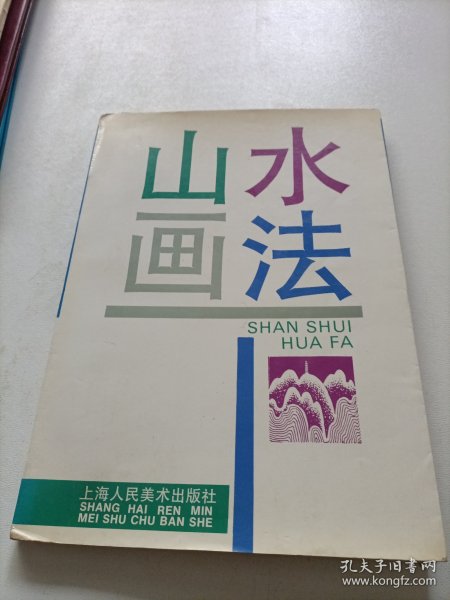 山水
画法
SHAN SHUI
HUA FA
上海人民美术出版社
SHANG HAI REN MIN
MEI SHU CHU BAN SHE
孔夫子旧书网
www.kongfz.com